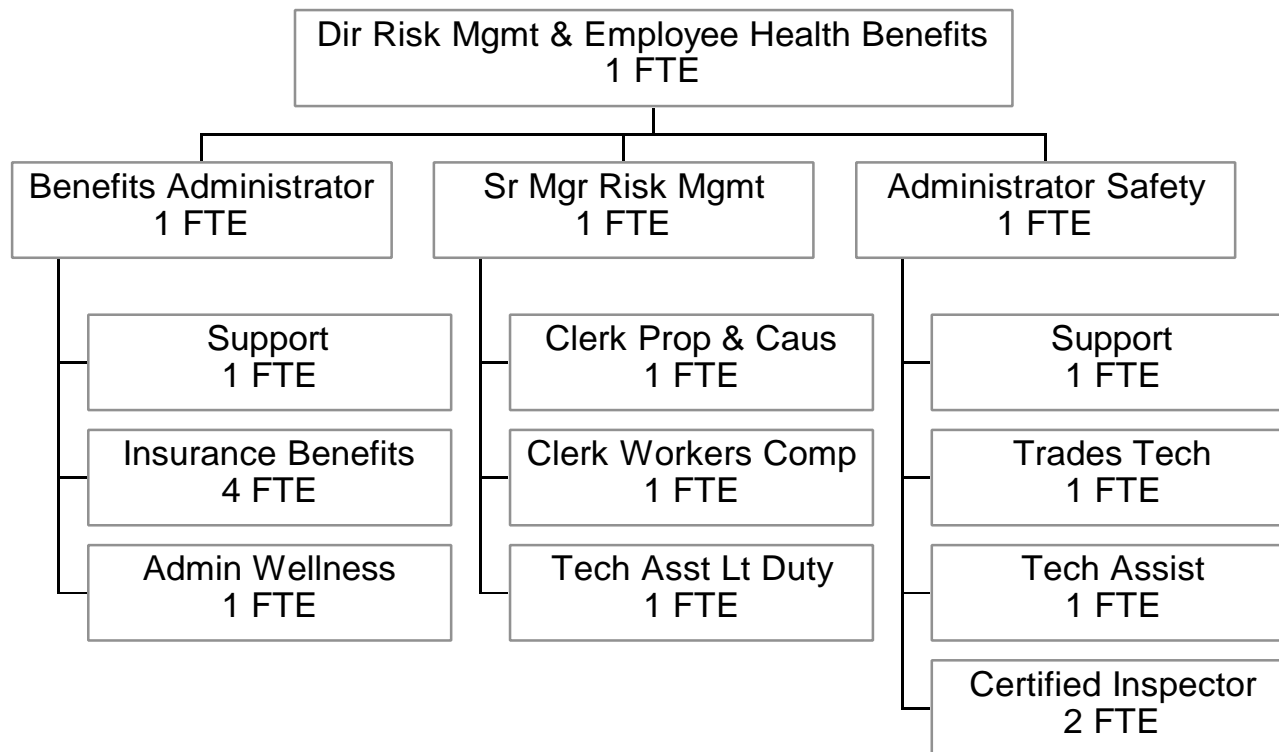 Dir Risk Mgmt & Employee Health Benefits
1 FTE
Benefits Administrator
1 FTE
Support
1 FTE
Insurance Benefits
4 FTE
Admin Wellness
1 FTE
Sr Mgr Risk Mgmt
1 FTE
Clerk Prop & Caus
1 FTE
Clerk Workers Comp
1 FTE
Tech Asst Lt Duty
1 FTE
Administrator Safety
1 FTE
Support
1 FTE
Trades Tech
1 FTE
Tech Assist
1 FTE
Certified Inspector
2 FTE